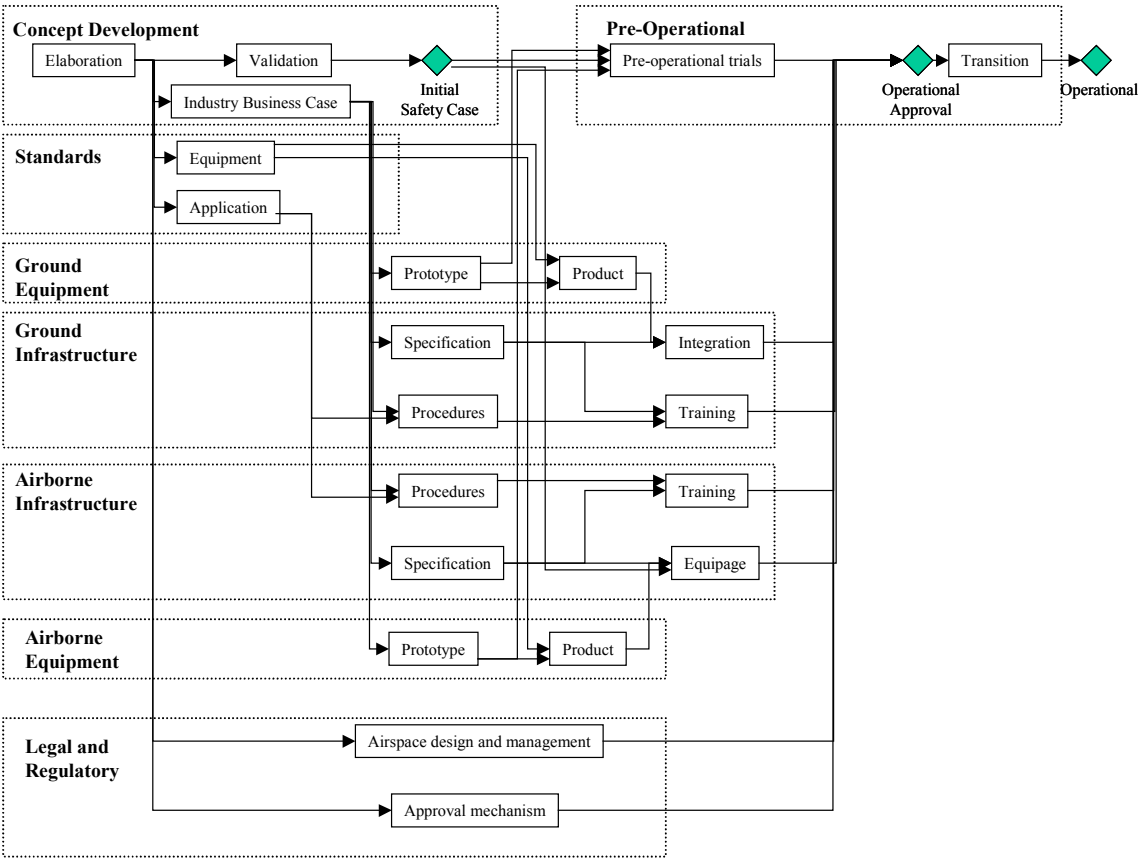 Concept Development
Pre-Operational
Elaboration
Validation
Pre-operational trials
Transition
Initial
Safety Case
Operational
Approval
Operational
Industry Business Case
Standards
Equipment
Application
Ground
Equipment
Prototype
Product
Ground
Infrastructure
Specification
Integration
Procedures
Training
Airborne
Infrastructure
Procedures
Training
Specification
Equipage
Airborne
Equipment
Prototype
Product
Legal and
Regulatory
Airspace design and management
Approval mechanism